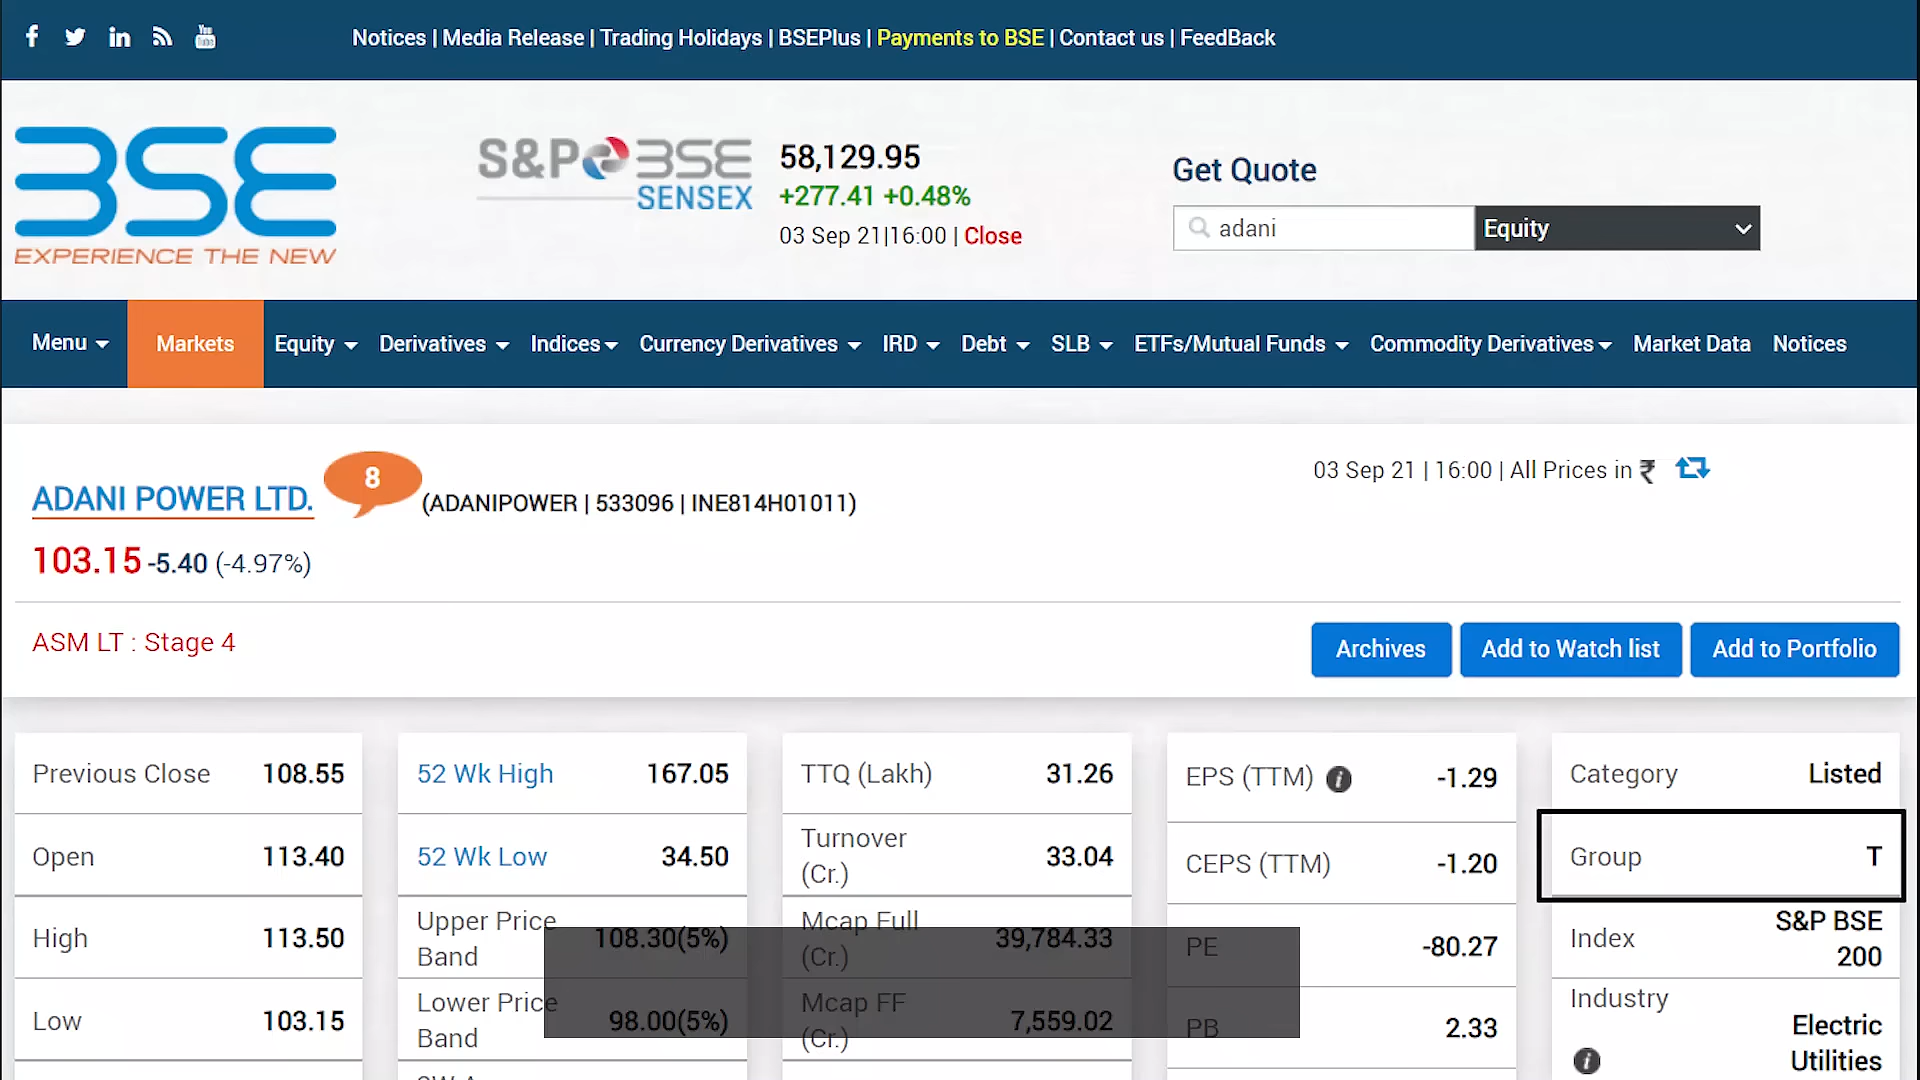 You Tube
Notices | Media Release | Trading Holidays | BSEPlus | Payments to BSE | Contact us | FeedBack
BSE
EXPERIENCE THE NEW
S&P BSE
SENSEX
58,129.95
+277.41 +0.48%
03 Sep 21|16:00 | Close
Get Quote
adani
Equity
Menu
Markets
Equity
Derivatives
Indices
Currency Derivatives
IRD
Debt
SLB
ETFs/Mutual Funds
Commodity Derivatives
Market Data
Notices
ADANI POWER LTD.
8
(ADANIPOWER | 533096 | INE814H01011)
03 Sep 21 | 16:00 | All Prices in ₹
103.15 -5.40 (-4.97%)
ASM LT : Stage 4
Archives
Add to Watch list
Add to Portfolio
Previous Close 108.55
Open 113.40
High 113.50
Low 103.15
52 Wk High 167.05
52 Wk Low 34.50
Upper Price
Band
108.30(5%)
Lower Price
Band
98.00(5%)
TTQ (Lakh) 31.26
Turnover
(Cr.)
33.04
Mcap Full
(Cr.)
39,784.33
Mcap FF
(Cr.)
7,559.02
EPS (TTM) -1.29
CEPS (TTM) -1.20
PE -80.27
PB 2.33
Category Listed
Group T
Index
S&P BSE
200
Industry
Electric
Utilities